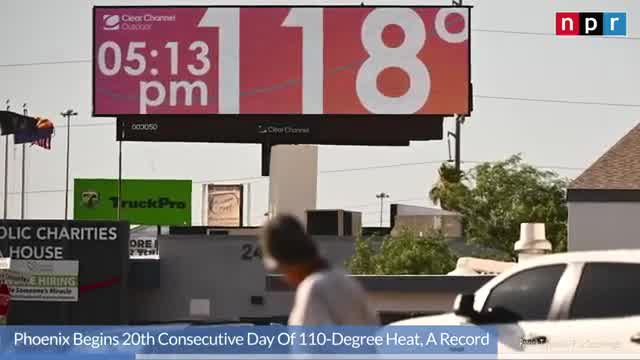 Clear Channel
Outdoor
118°
05:13
pm
npr
000050
Clear Channel
TruckPro
OLIC CHARITIES
A HOUSE
HIRING
24
Phoenix Begins 20th Consecutive Day Of 110-Degree Heat, A Record